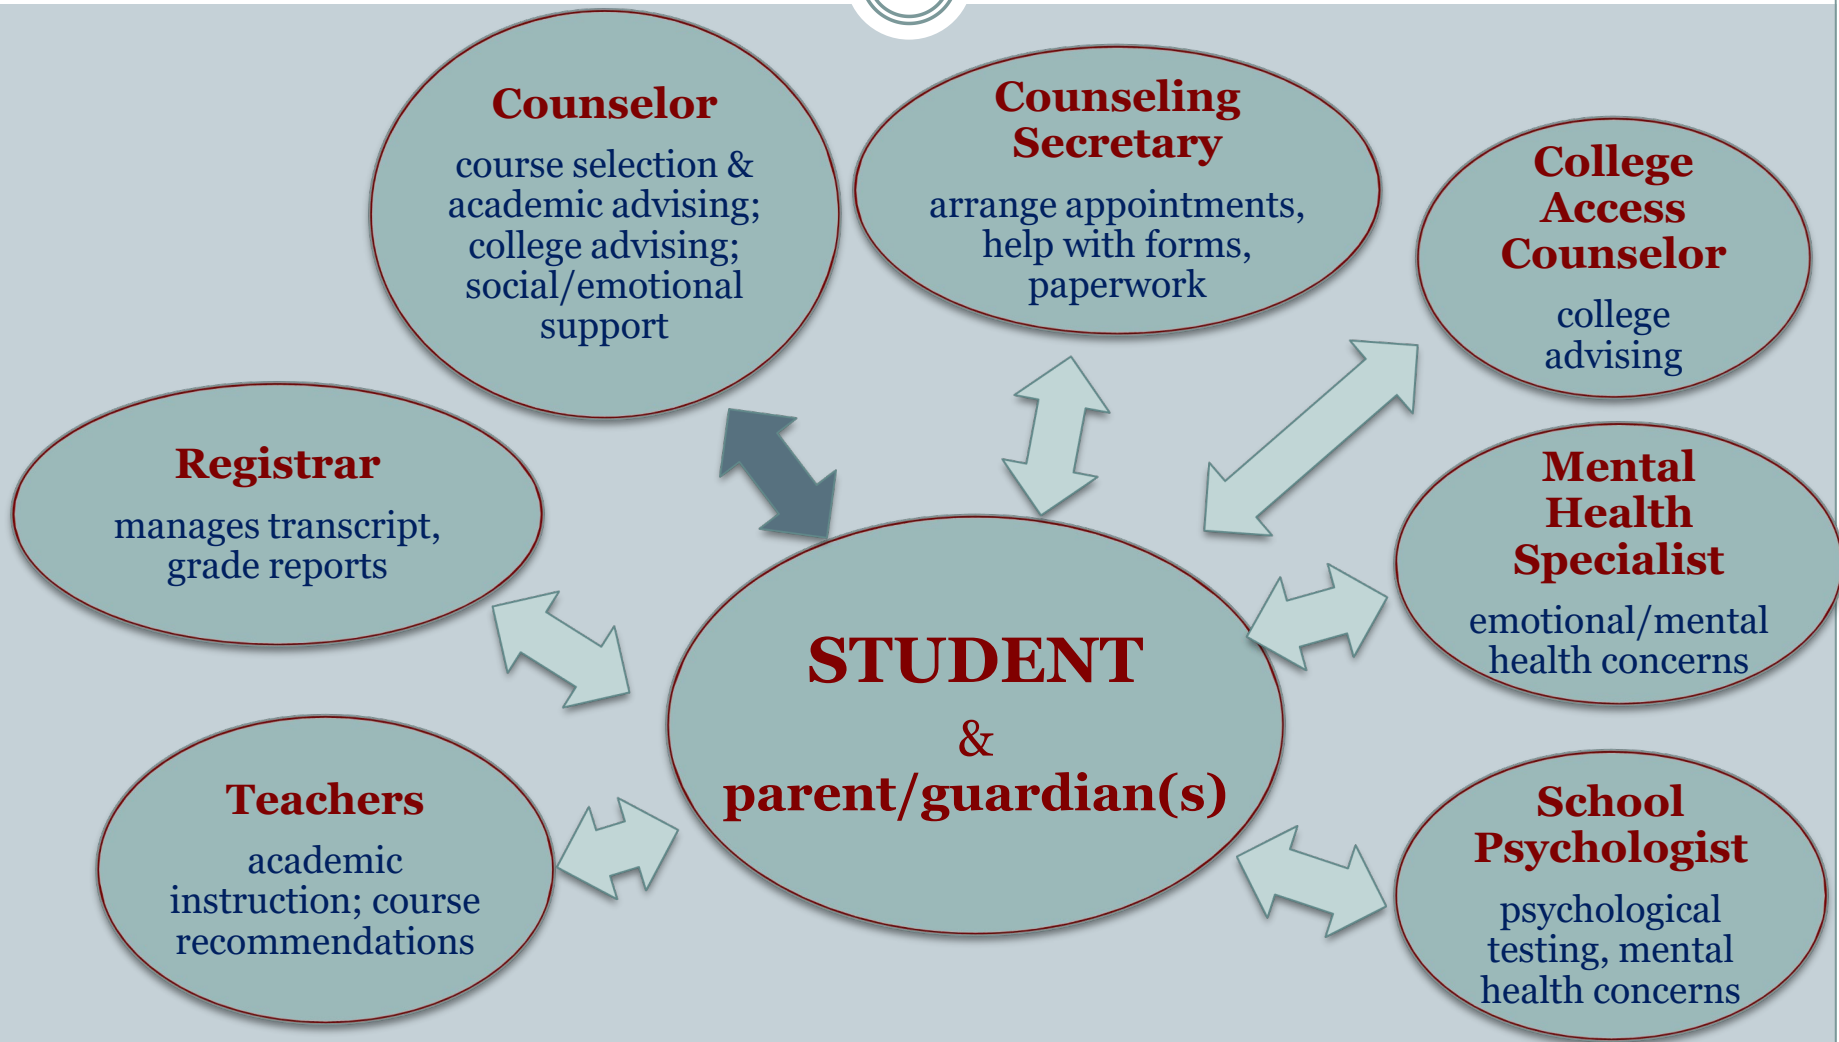 Counselor
course selection &
academic advising;
college advising;
social/emotional
support
Counseling
Secretary
arrange appointments,
help with forms,
paperwork
College
Access
Counselor
college
advising
Registrar
manages transcript,
grade reports
Mental
Health
Specialist
emotional/mental
health concerns
STUDENT
&
parent/guardian(s)
Teachers
academic
instruction; course
recommendations
School
Psychologist
psychological
testing, mental
health concerns